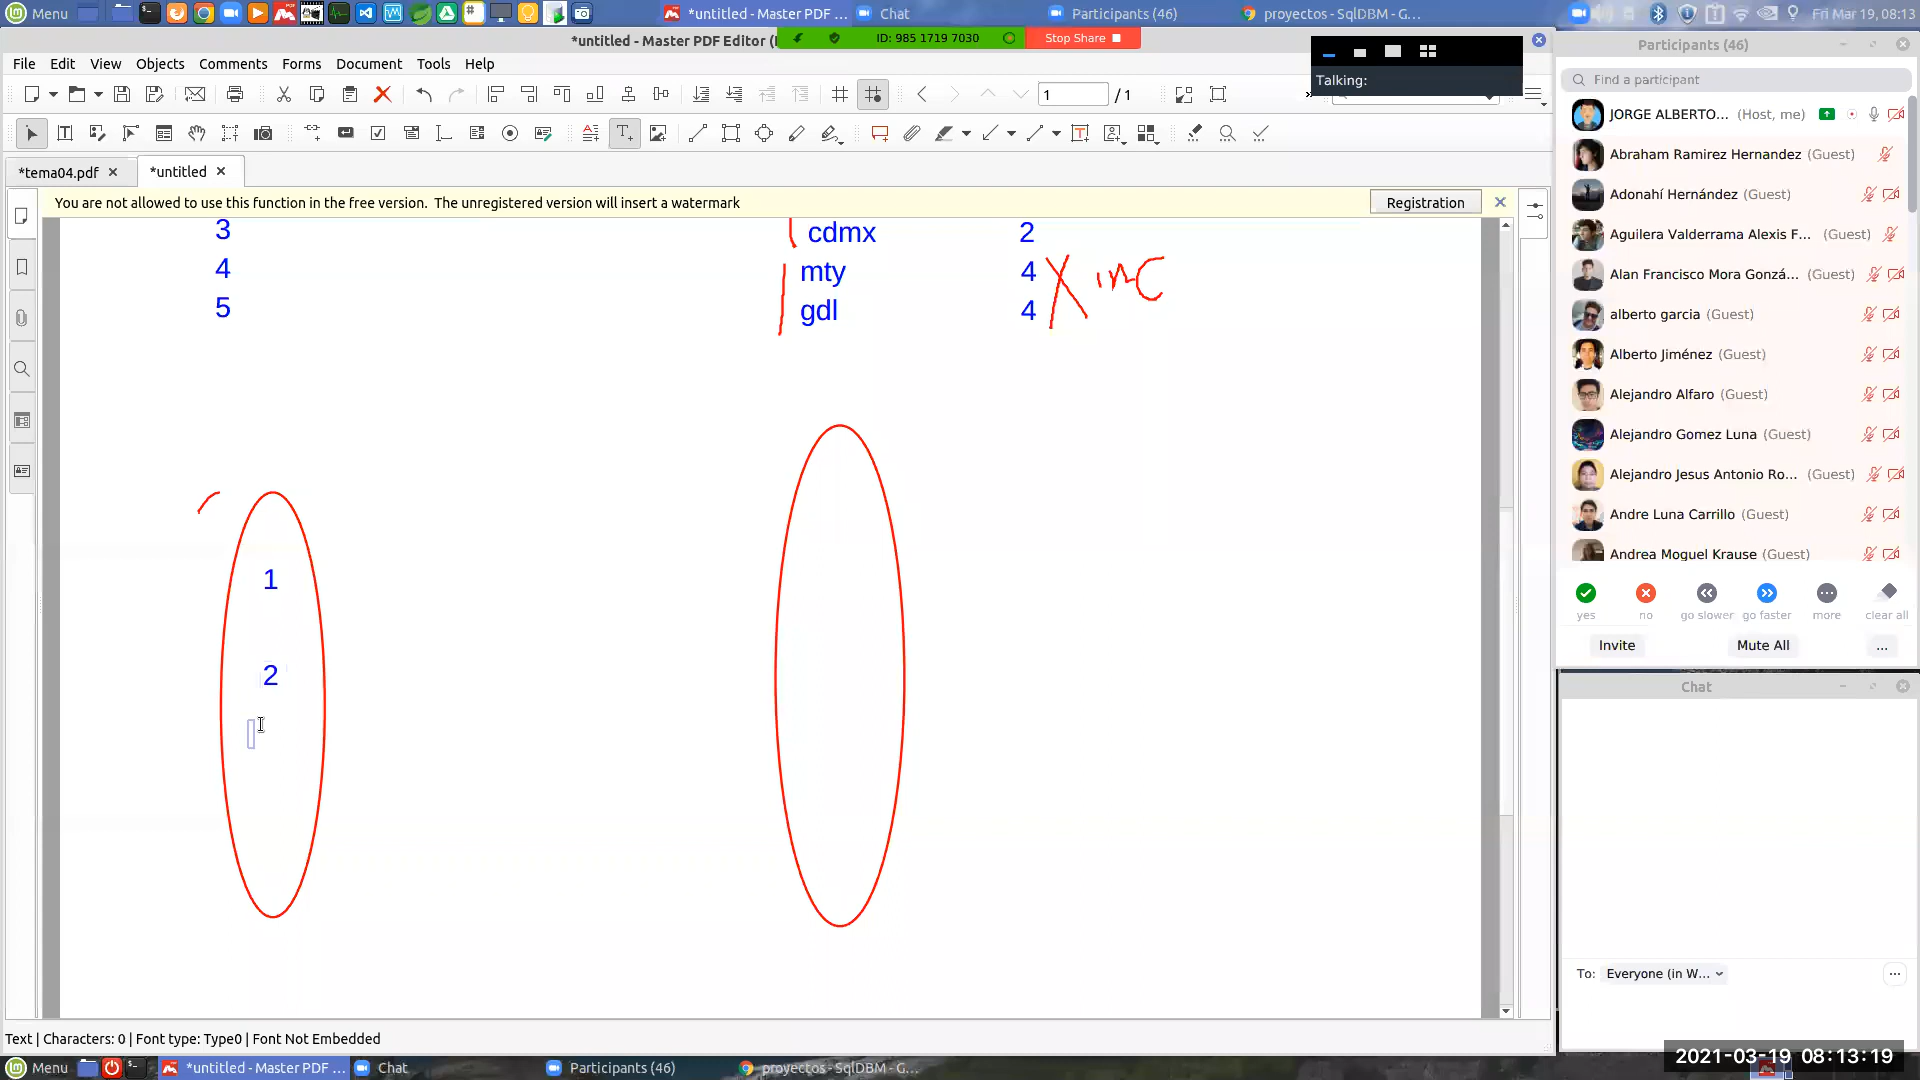 Menu
*untitled - Master PDF ...
Chat
Participants (46)
proyectos - SqlDBM - G...
Fri Mar 19, 08:13
*untitled - Master PDF Editor (
ID: 985 1719 7030
Stop Share
Talking:
File Edit View Objects Comments Forms Document Tools Help
1 / 1
*tema04.pdf
*untitled
You are not allowed to use this function in the free version. The unregistered version will insert a watermark
Registration
3 cdmx 2
4 mty 4 X inC
5 gdl 4
1
2
Text | Characters: 0 | Font type: Type0 | Font Not Embedded
Participants (46)
Find a participant
JORGE ALBERTO... (Host, me)
Abraham Ramirez Hernandez (Guest)
Adonahí Hernández (Guest)
Aguilera Valderrama Alexis F... (Guest)
Alan Francisco Mora Gonzá... (Guest)
alberto garcia (Guest)
Alberto Jiménez (Guest)
Alejandro Alfaro (Guest)
Alejandro Gomez Luna (Guest)
Alejandro Jesus Antonio Ro... (Guest)
Andre Luna Carrillo (Guest)
Andrea Moguel Krause (Guest)
yes no go slower go faster more clear all
Invite Mute All ...
Chat
To: Everyone (in W...
Menu
*untitled - Master PDF ...
Chat
Participants (46)
proyectos - SqlDBM - G...
2021-03-19 08:13:19